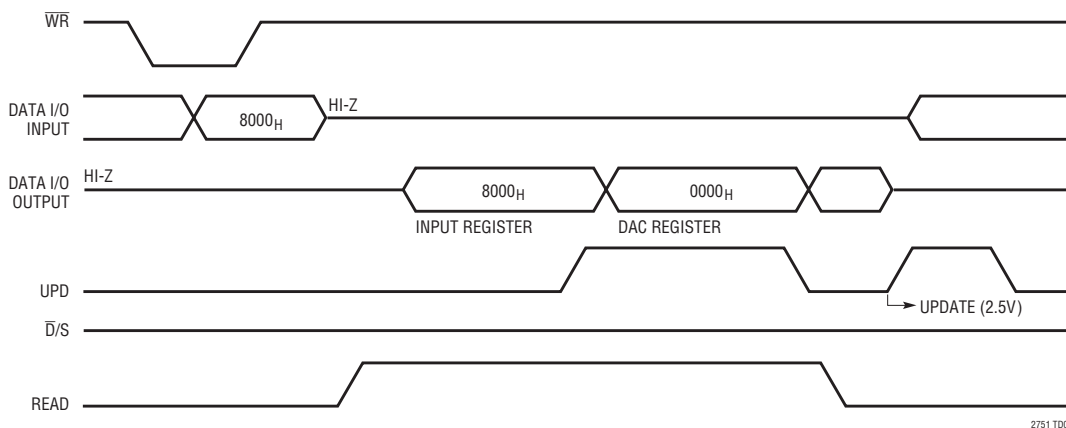 WR
DATA I/O
INPUT
8000H
HI-Z
DATA I/O
OUTPUT
HI-Z
8000H
0000H
INPUT REGISTER
DAC REGISTER
UPD
UPDATE (2.5V)
D/S
READ